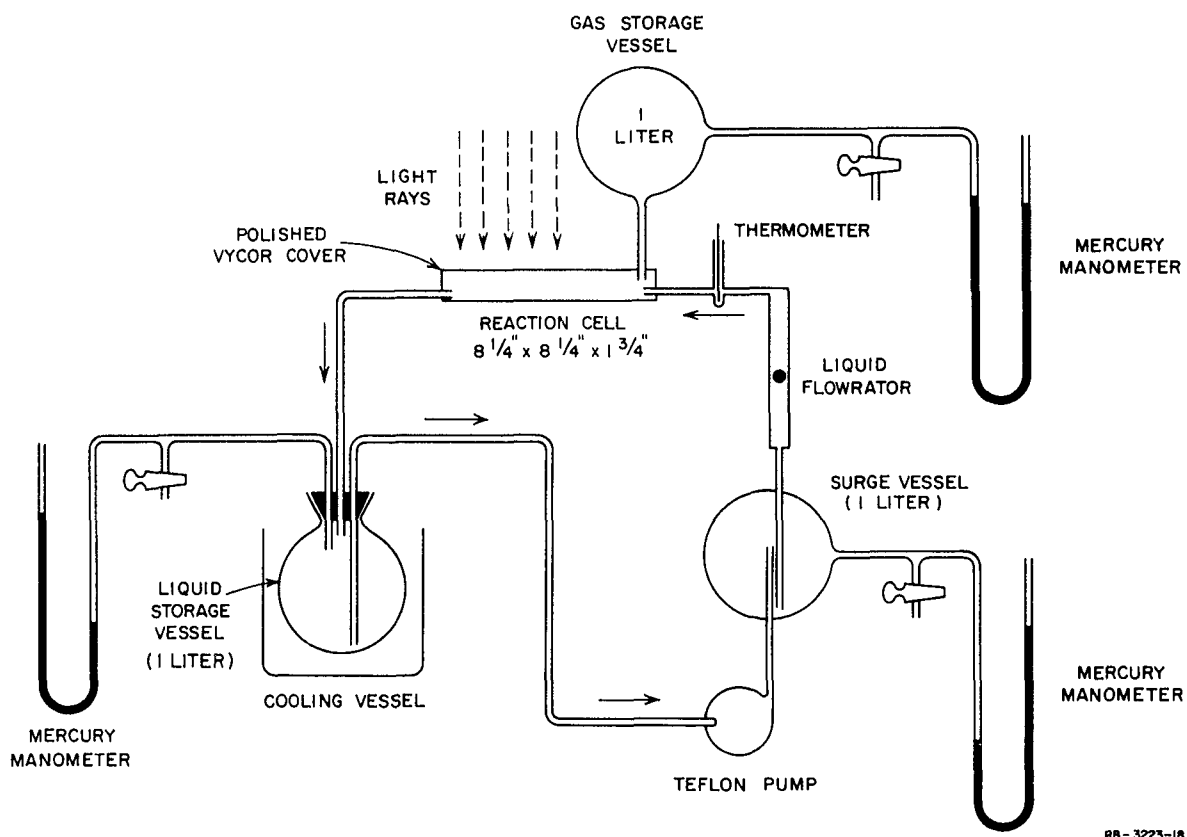 GAS STORAGE
VESSEL
1
LITER
LIGHT
RAYS
THERMOMETER
POLISHED
VYCOR COVER
MERCURY
MANOMETER
REACTION CELL
8 1/4" x 8 1/4" x 1 3/4"
LIQUID
FLOWRATOR
SURGE VESSEL
(1 LITER)
LIQUID
STORAGE
VESSEL
(1 LITER)
COOLING VESSEL
MERCURY
MANOMETER
MERCURY
MANOMETER
TEFLON PUMP
RB-3223-18